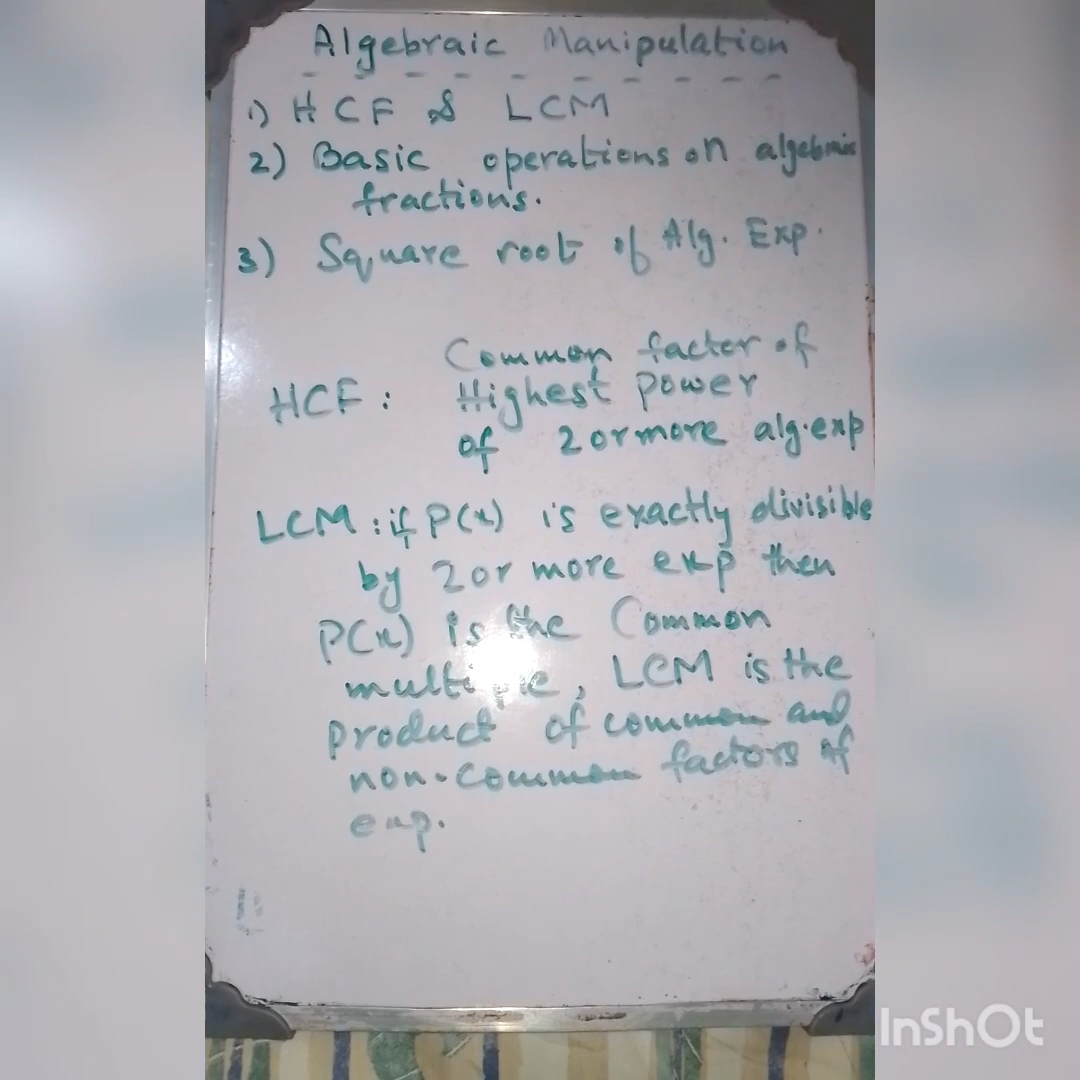 Algebraic Manipulation
1) HCF & LCM
2) Basic operations on algebraic
fractions.
3) Square root of Alg. Exp.
Common factor of
HCF: Highest power
of 2 or more alg.exp
LCM: if P(x) is exactly divisible
by 2 or more exp then
P(x) is the Common
multiple, LCM is the
product of common and
non-common factors of
exp.
InShOt